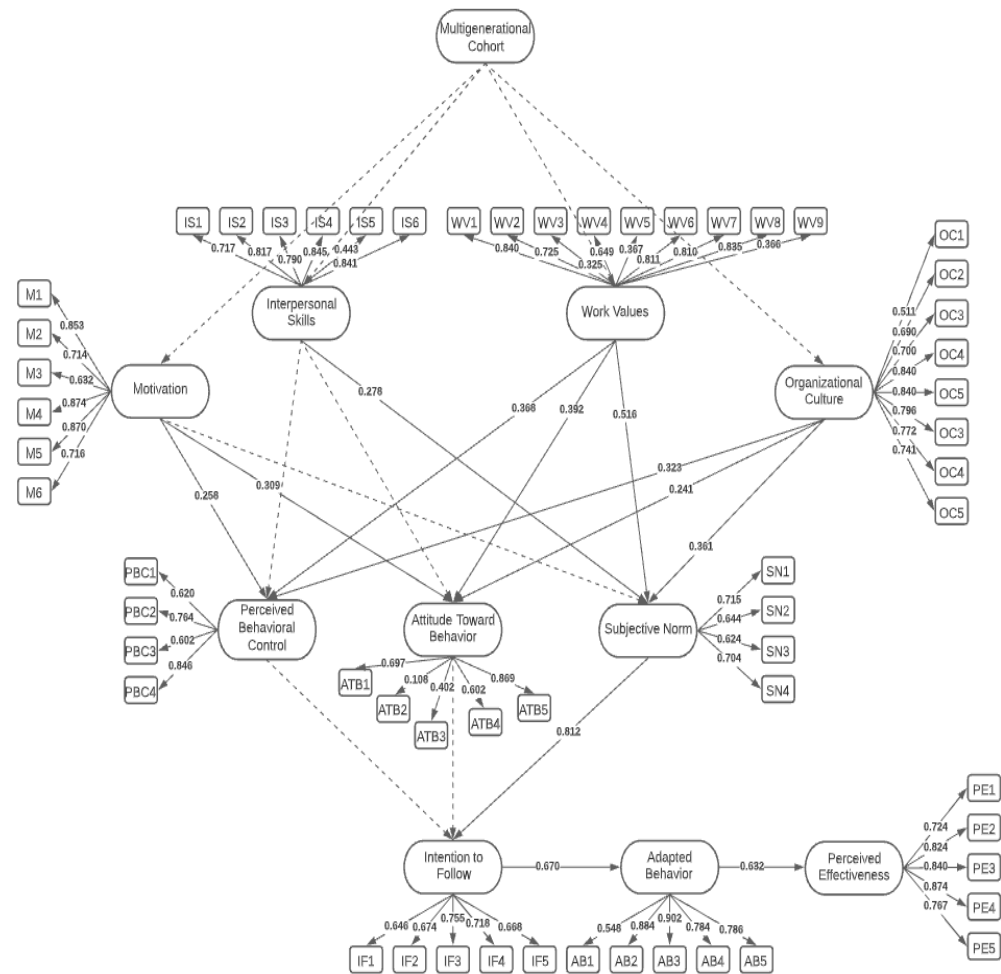 Multigenerational
Cohort
IS1
IS2
IS3
IS4
IS5
IS6
WV1
WV2
WV3
WV4
WV5
WV6
WV7
WV8
WV9
0.717
0.817
0.790
0.845
0.443
0.841
0.840
0.725
0.325
0.649
0.367
0.811
0.810
0.835
0.366
OC1
OC2
OC3
OC4
OC5
OC3
OC4
OC5
0.511
0.690
0.700
0.840
0.840
0.796
0.772
0.741
M1
M2
M3
M4
M5
M6
0.853
0.714
0.632
0.874
0.870
0.716
Interpersonal
Skills
Work Values
Motivation
Organizational
Culture
0.278
0.368
0.392
0.516
0.323
0.309
0.241
0.258
0.361
PBC1
PBC2
PBC3
PBC4
0.620
0.764
0.602
0.846
Perceived
Behavioral
Control
Attitude Toward
Behavior
Subjective Norm
SN1
SN2
SN3
SN4
0.715
0.644
0.624
0.704
0.697
0.108
0.402
0.602
0.869
ATB1
ATB2
ATB3
ATB4
ATB5
0.812
Intention to
Follow
0.670
Adapted
Behavior
0.632
Perceived
Effectiveness
PE1
PE2
PE3
PE4
PE5
0.724
0.824
0.840
0.874
0.767
0.646
0.674
0.755
0.718
0.668
IF1
IF2
IF3
IF4
IF5
0.548
0.884
0.902
0.784
0.786
AB1
AB2
AB3
AB4
AB5